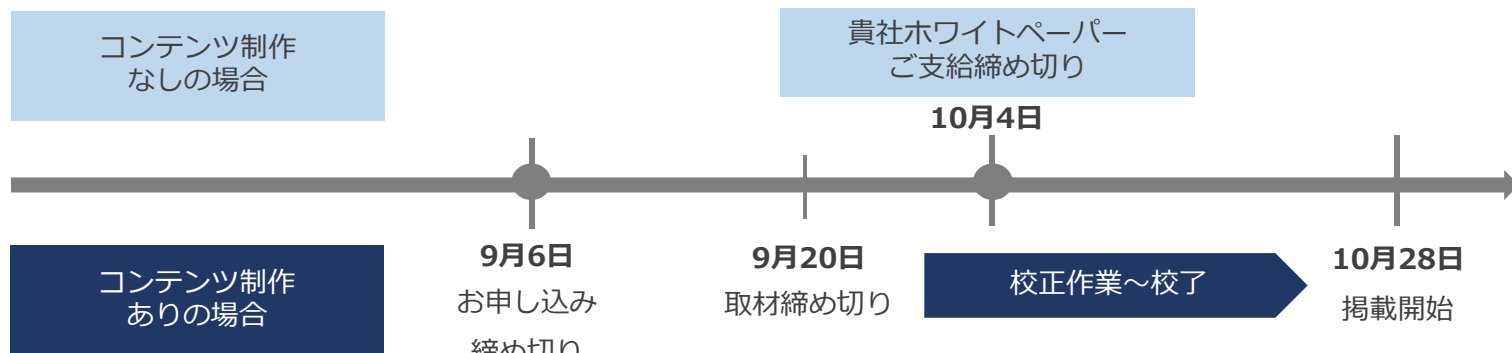 コンテンツ制作
なしの場合
貴社ホワイトペーパー
ご支給締め切り
10月4日
コンテンツ制作
ありの場合
9月6日
お申し込み
締め切り
9月20日
取材締め切り
校正作業～校了
10月28日
掲載開始